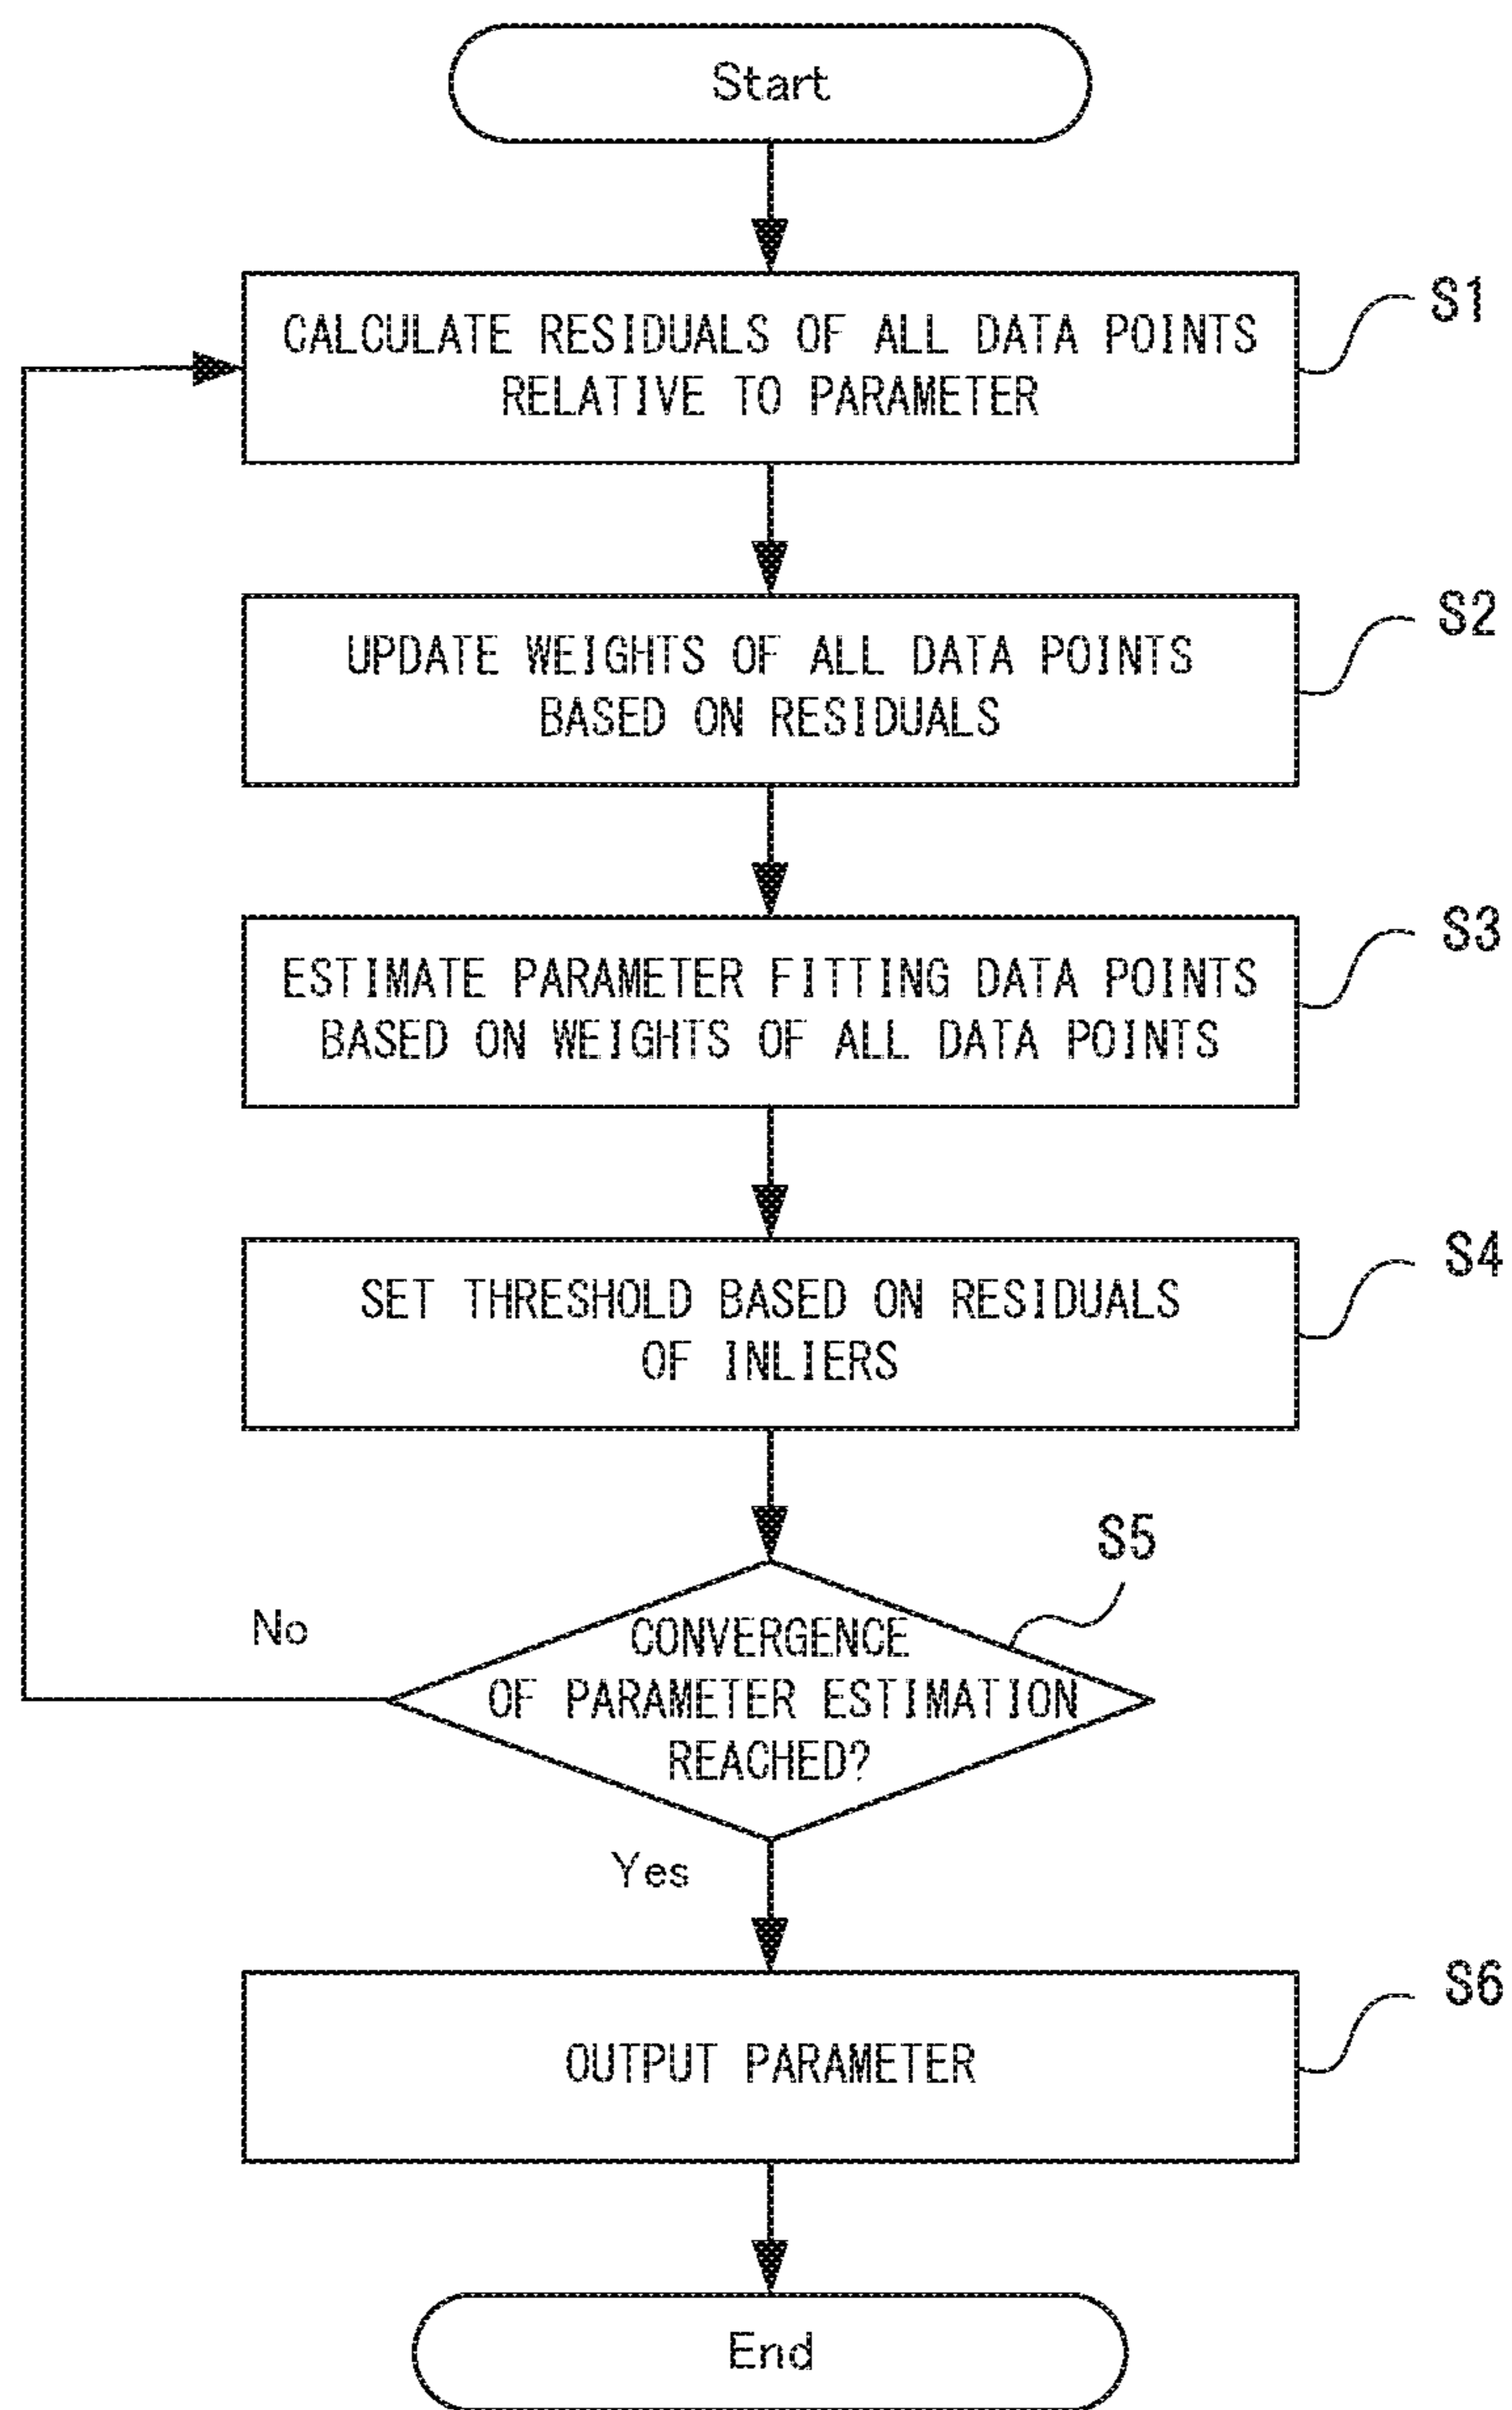 Start
CALCULATE RESIDUALS OF ALL DATA POINTS
RELATIVE TO PARAMETER
S1
UPDATE WEIGHTS OF ALL DATA POINTS
BASED ON RESIDUALS
S2
ESTIMATE PARAMETER FITTING DATA POINTS
BASED ON WEIGHTS OF ALL DATA POINTS
S3
SET THRESHOLD BASED ON RESIDUALS
OF INLIERS
S4
S5
CONVERGENCE
OF PARAMETER ESTIMATION
REACHED?
No
Yes
OUTPUT PARAMETER
S6
End